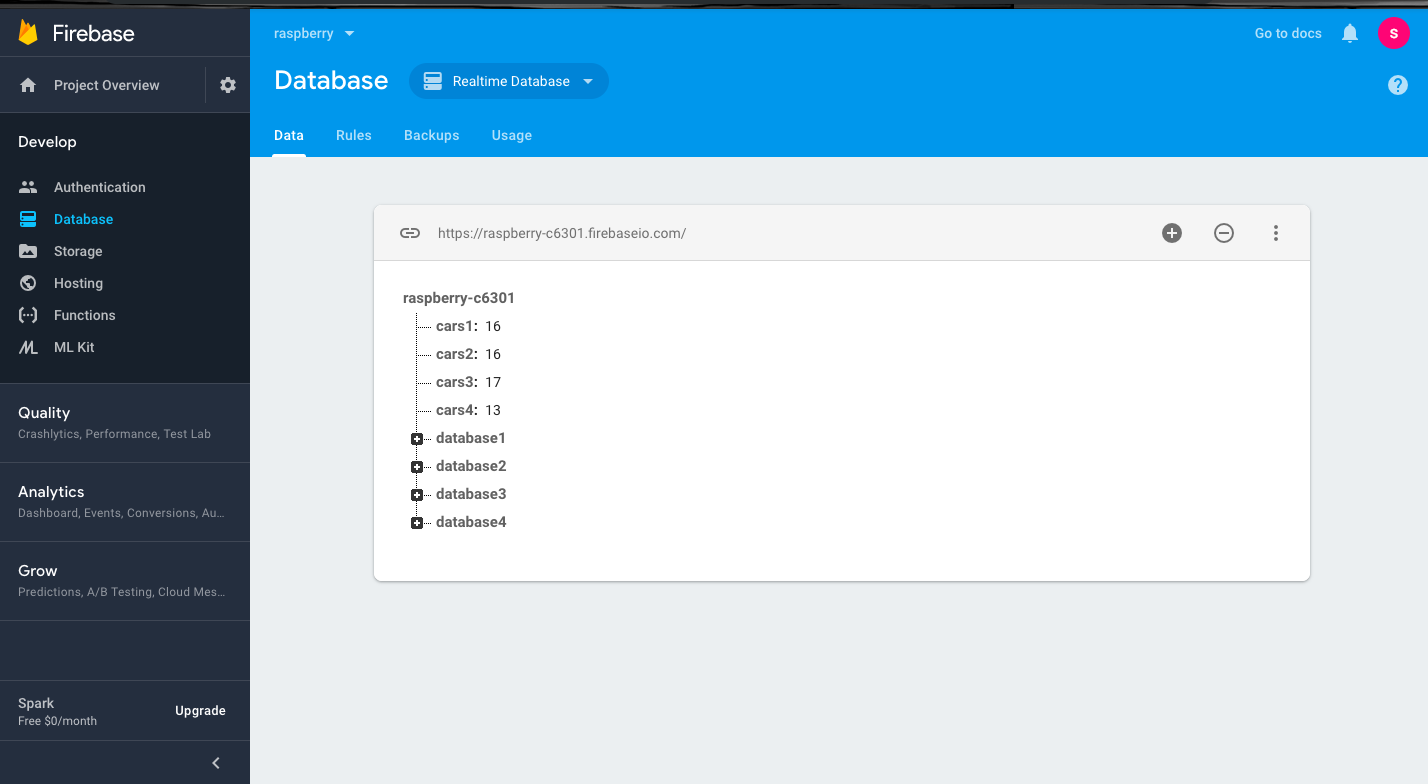 Firebase
Project Overview
Develop
Authentication
Database
Storage
Hosting
Functions
ML Kit
Quality
Crashlytics, Performance, Test Lab
Analytics
Dashboard, Events, Conversions, Au...
Grow
Predictions, A/B Testing, Cloud Mes...
Spark
Free $0/month
Upgrade
raspberry
Go to docs
S
Database
Realtime Database
?
Data Rules Backups Usage
https://raspberry-c6301.firebaseio.com/
raspberry-c6301
cars1: 16
cars2: 16
cars3: 17
cars4: 13
database1
database2
database3
database4